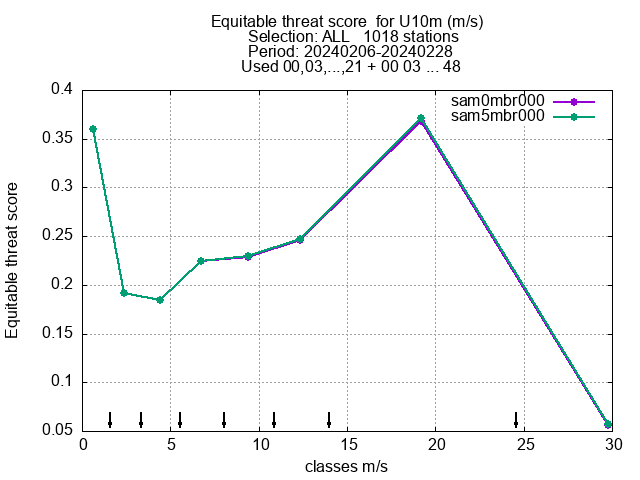 Equitable threat score  for U10m (m/s)
Selection: ALL   1018 stations
Period: 20240206-20240228
Used 00,03,...,21 + 00 03 ... 48
sam0mbr000
sam5mbr000
0.4
0.35
0.3
0.25
0.2
0.15
0.1
0.05
Equitable threat score
0 5 10 15 20 25 30
classes m/s